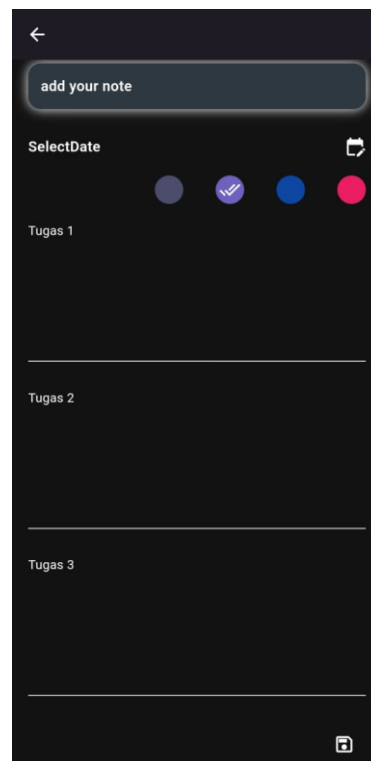 add your note
SelectDate
Tugas 1
Tugas 2
Tugas 3